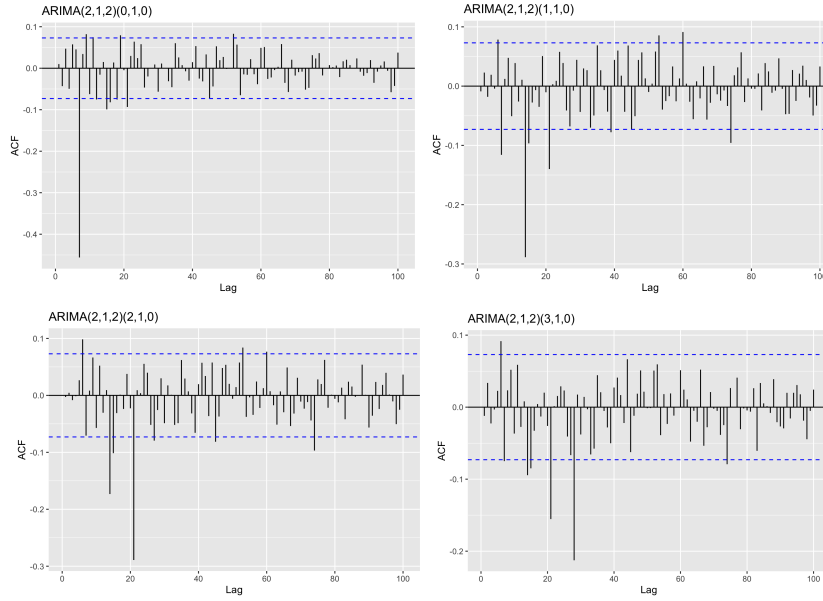 ARIMA(2,1,2)(0,1,0)
0.1
0.0
-0.1
-0.2
-0.3
-0.4
ACF
0 20 40 60 80 100
Lag
ARIMA(2,1,2)(1,1,0)
0.1
0.0
-0.1
-0.2
-0.3
ACF
0 20 40 60 80 100
Lag
ARIMA(2,1,2)(2,1,0)
0.1
0.0
-0.1
-0.2
-0.3
ACF
0 20 40 60 80 100
Lag
ARIMA(2,1,2)(3,1,0)
0.1
0.0
-0.1
-0.2
ACF
0 20 40 60 80 100
Lag